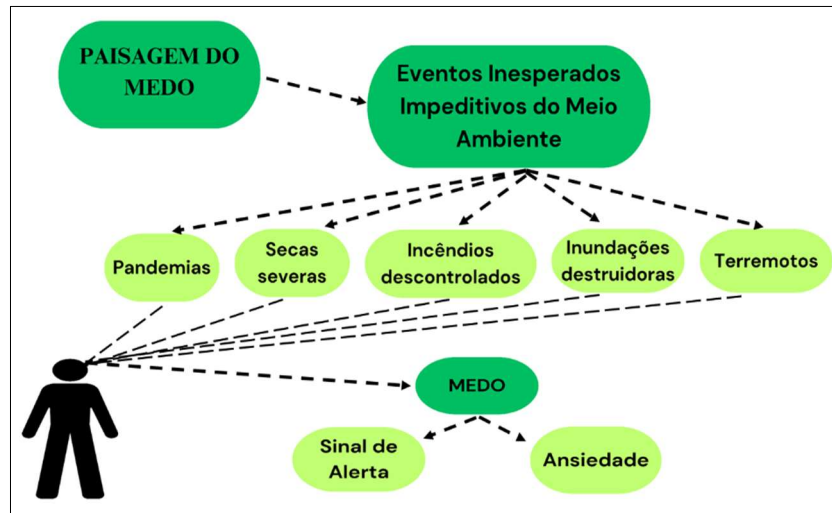 PAISAGEM DO
MEDO
Eventos Inesperados
Impeditivos do Meio
Ambiente
Pandemias
Secas
severas
Incêndios
descontrolados
Inundações
destruidoras
Terremotos
MEDO
Sinal de
Alerta
Ansiedade